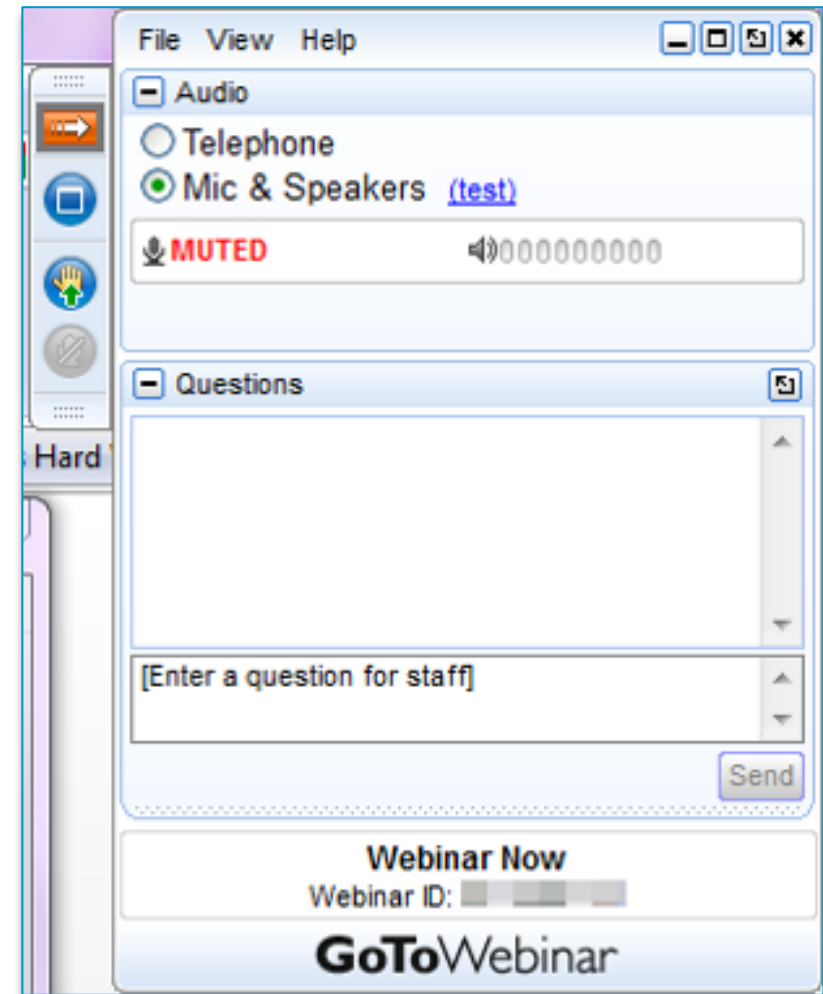 File View Help
Audio
Telephone
Mic & Speakers (test)
MUTED 000000000
Questions
Hard
[Enter a question for staff]
Send
Webinar Now
Webinar ID:
GoToWebinar